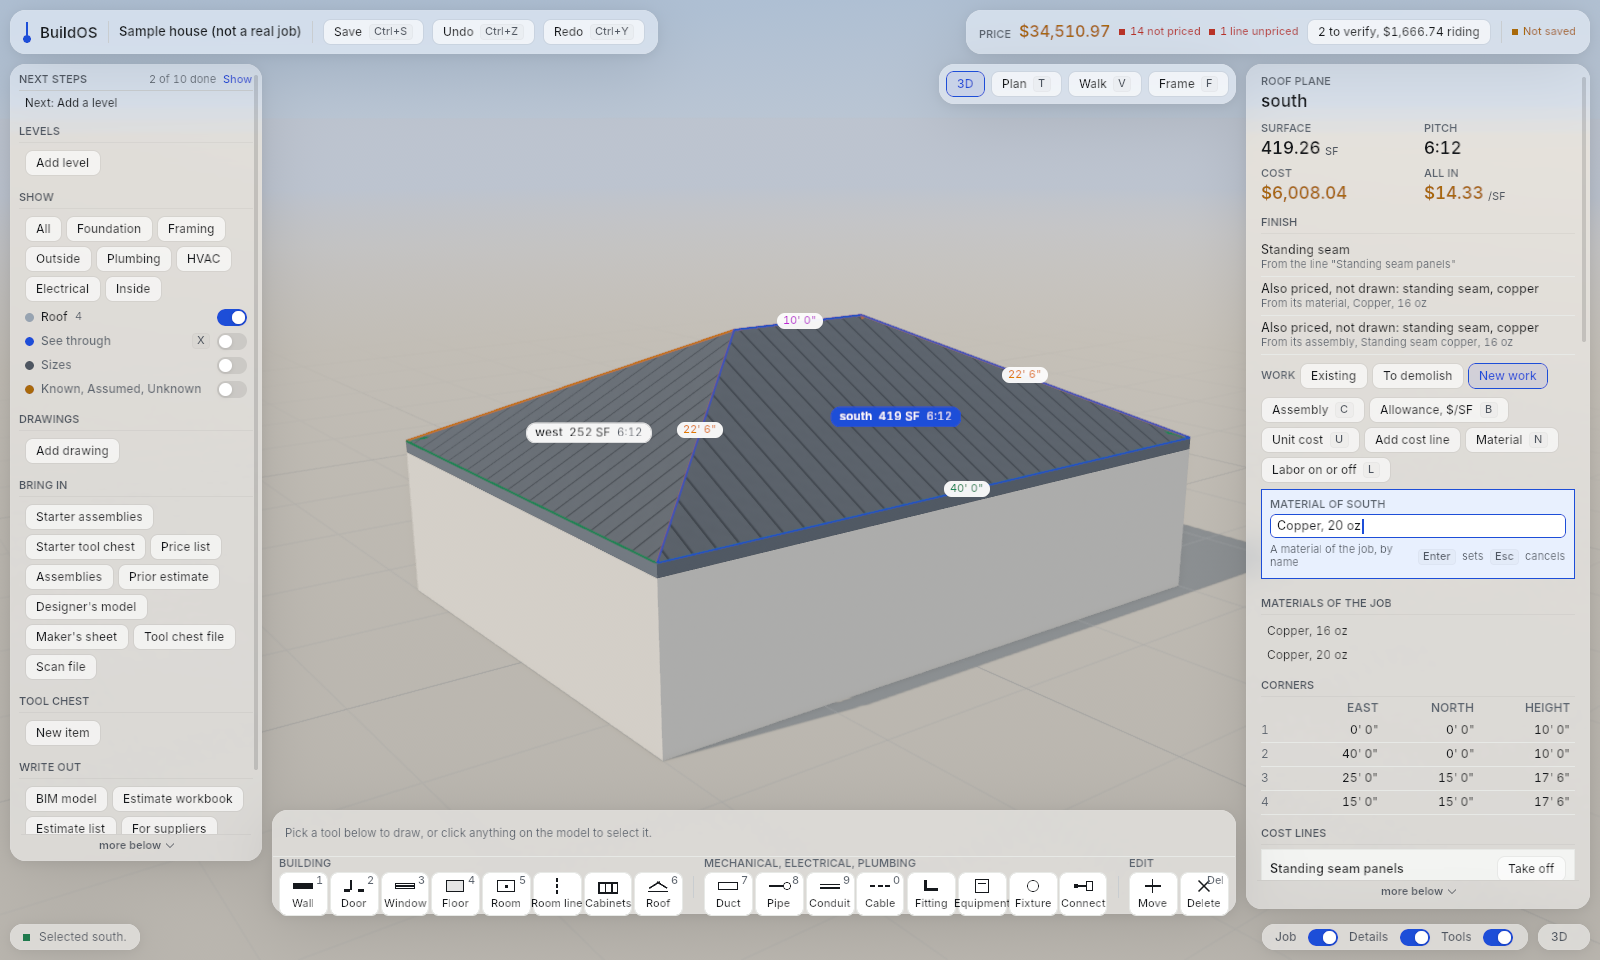 BuildOS
Sample house (not a real job)
Save Ctrl+S
Undo Ctrl+Z
Redo Ctrl+Y
PRICE $34,510.97 14 not priced 1 line unpriced
2 to verify, $1,666.74 riding
Not saved
NEXT STEPS 2 of 10 done Show
Next: Add a level
LEVELS
Add level
SHOW
All Foundation Framing
Outside Plumbing HVAC
Electrical Inside
Roof 4
See through X
Sizes
Known, Assumed, Unknown
DRAWINGS
Add drawing
BRING IN
Starter assemblies
Starter tool chest Price list
Assemblies Prior estimate
Designer's model
Maker's sheet Tool chest file
Scan file
TOOL CHEST
New item
WRITE OUT
BIM model Estimate workbook
Estimate list For suppliers
more below
3D Plan T Walk V Frame F
10' 0"
22' 6"
south 419 SF 6:12
west 252 SF 6:12
22' 6"
40' 0"
Pick a tool below to draw, or click anything on the model to select it.
BUILDING
1 Wall
2 Door
3 Window
4 Floor
5 Room
Room line
Cabinets
6 Roof
MECHANICAL, ELECTRICAL, PLUMBING
7 Duct
8 Pipe
9 Conduit
0 Cable
Fitting
Equipment
Fixture
Connect
EDIT
Move
Del Delete
ROOF PLANE
south
SURFACE PITCH
419.26 SF 6:12
COST ALL IN
$6,008.04 $14.33 /SF
FINISH
Standing seam
From the line "Standing seam panels"
Also priced, not drawn: standing seam, copper
From its material, Copper, 16 oz
Also priced, not drawn: standing seam, copper
From its assembly, Standing seam copper, 16 oz
WORK Existing To demolish New work
Assembly C Allowance, $/SF B
Unit cost U Add cost line Material N
Labor on or off L
MATERIAL OF SOUTH
Copper, 20 oz
A material of the job, by name
Enter sets Esc cancels
MATERIALS OF THE JOB
Copper, 16 oz
Copper, 20 oz
CORNERS
EAST NORTH HEIGHT
1 0' 0" 0' 0" 10' 0"
2 40' 0" 0' 0" 10' 0"
3 25' 0" 15' 0" 17' 6"
4 15' 0" 15' 0" 17' 6"
COST LINES
Standing seam panels Take off
more below
Selected south.
Job Details Tools 3D